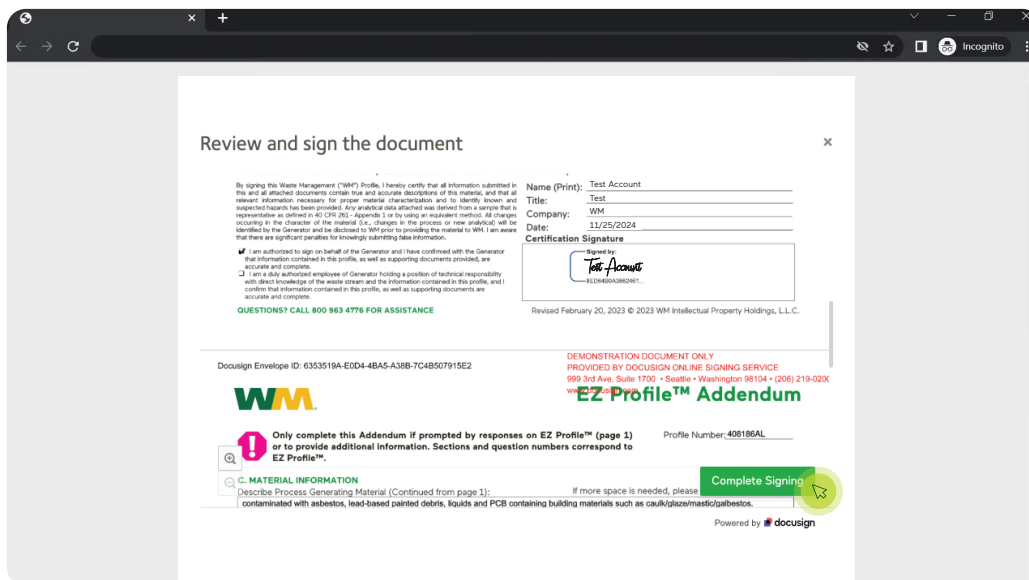 Incognito
Review and sign the document
By signing this Waste Management ("WM") Profile, I hereby certify that all information submitted in
this and all attached documents contain true and accurate descriptions of this material, and that all
relevant information necessary for proper material characterization and to identify known and
suspected hazards has been provided. Any analytical data attached was derived from a sample that is
representative as defined in 40 CFR 261 - Appendix 1 or by using an equivalent method. All changes
occurring in the character of the material (i.e., changes in the process or new analytical) will be
identified by the Generator and be disclosed to WM prior to providing the material to WM. I am aware
that there are significant penalties for knowingly submitting false information.
I am authorized to sign on behalf of the Generator and I have confirmed with the Generator
that information contained in this profile, as well as supporting documents provided, are
accurate and complete.
I am a duly authorized employee of Generator holding a position of technical responsibility
with direct knowledge of the waste stream and the information contained in this profile, and I
confirm that information contained in this profile, as well as supporting documents are
accurate and complete.
QUESTIONS? CALL 800 963 4776 FOR ASSISTANCE
Name (Print): Test Account
Title: Test
Company: WM
Date: 11/25/2024
Certification Signature
Signed by:
Test Account
8ED64B0A3862461...
Revised February 20, 2023 © 2023 WM Intellectual Property Holdings, L.L.C.
Docusign Envelope ID: 6353519A-E0D4-4BA5-A38B-7C4B507915E2
DEMONSTRATION DOCUMENT ONLY
PROVIDED BY DOCUSIGN ONLINE SIGNING SERVICE
999 3rd Ave, Suite 1700 • Seattle • Washington 98104 • (206) 219-0200
www.docusign.com
WM
EZ Profile™ Addendum
Only complete this Addendum if prompted by responses on EZ Profile™ (page 1)
or to provide additional information. Sections and question numbers correspond to
EZ Profile™.
Profile Number: 408186AL
C. MATERIAL INFORMATION
Describe Process Generating Material (Continued from page 1):
If more space is needed, please
Complete Signing
contaminated with asbestos, lead-based painted debris, liquids and PCB containing building materials such as caulk/glaze/mastic/galbestos.
Powered by docusign